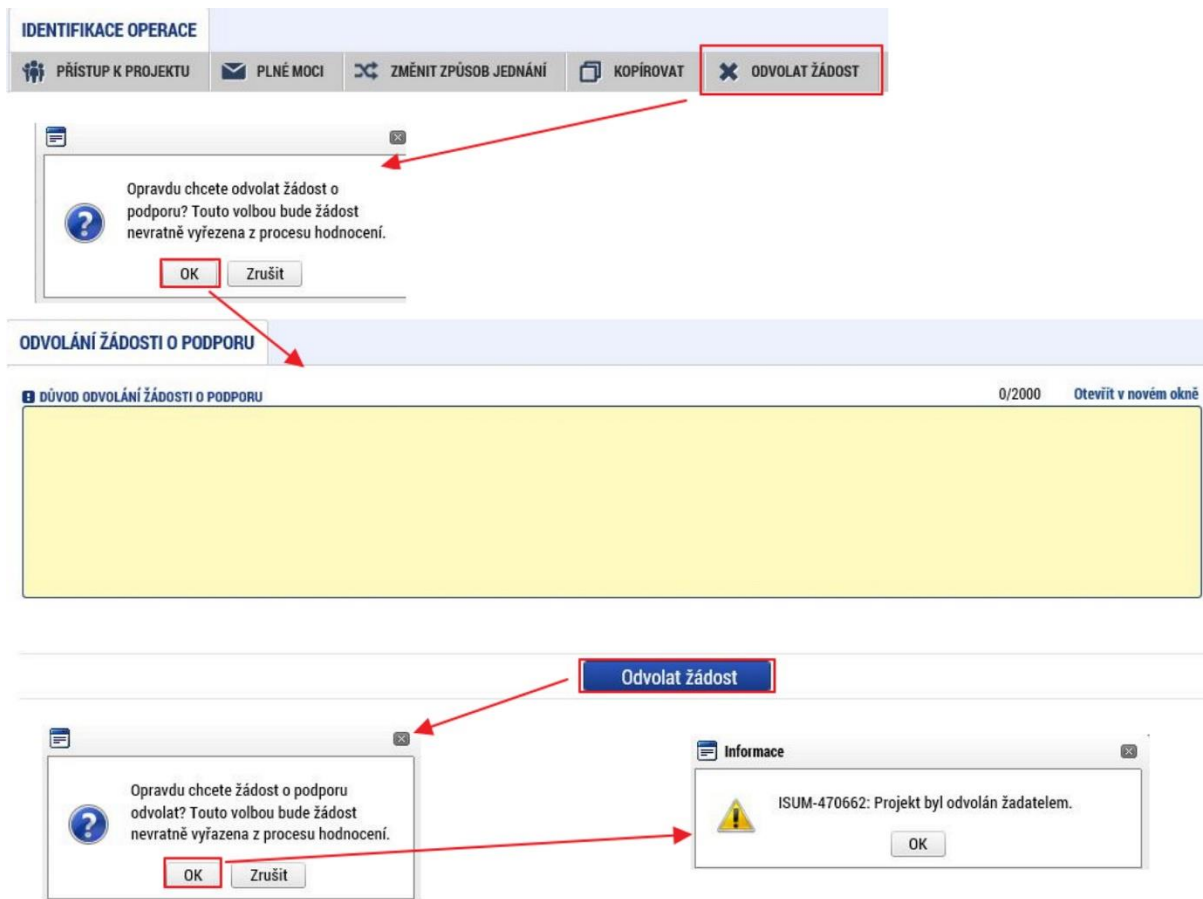 IDENTIFIKACE OPERACE
PŘÍSTUP K PROJEKTU PLNÉ MOCI ZMĚNIT ZPŮSOB JEDNÁNÍ KOPÍROVAT ODVOLAT ŽÁDOST
Opravdu chcete odvolat žádost o
podporu? Touto volbou bude žádost
nevratně vyřezena z procesu hodnocení.
OK Zrušit
ODVOLÁNÍ ŽÁDOSTI O PODPORU
DŮVOD ODVOLÁNÍ ŽÁDOSTI O PODPORU 0/2000 Otevřít v novém okně
Odvolat žádost
Opravdu chcete žádost o podporu
odvolat? Touto volbou bude žádost
nevratně vyřazena z procesu hodnocení.
OK Zrušit
Informace
ISUM-470662: Projekt byl odvolán žadatelem.
OK